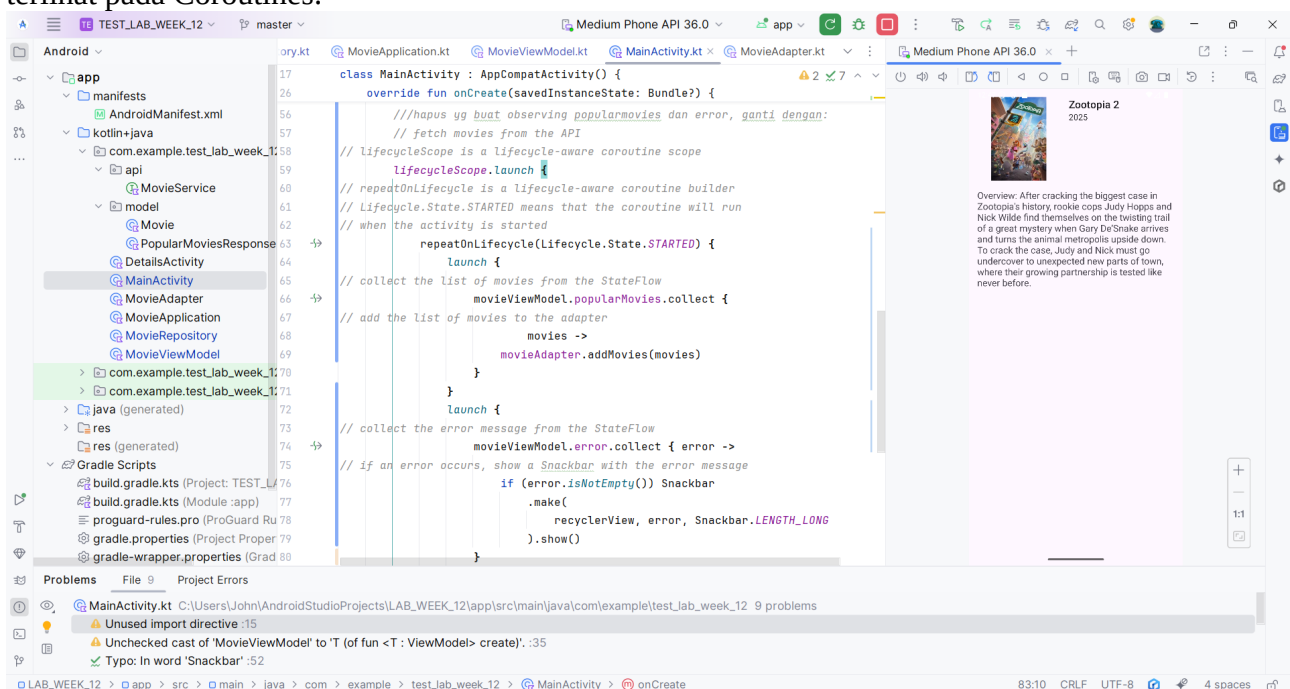 TEST_LAB_WEEK_12
master
Medium Phone API 36.0
app
Android
ory.kt
MovieApplication.kt
MovieViewModel.kt
MainActivity.kt
MovieAdapter.kt
Medium Phone API 36.0
app
manifests
AndroidManifest.xml
kotlin+java
com.example.test_lab_week_12
api
MovieService
model
Movie
PopularMoviesResponse
DetailsActivity
MainActivity
MovieAdapter
MovieApplication
MovieRepository
MovieViewModel
com.example.test_lab_week_12
com.example.test_lab_week_12
java (generated)
res
res (generated)
Gradle Scripts
build.gradle.kts (Project: TEST_LA
build.gradle.kts (Module :app)
proguard-rules.pro (ProGuard Ru
gradle.properties (Project Proper
gradle-wrapper.properties (Grad
2 7
17 class MainActivity : AppCompatActivity() {
26 override fun onCreate(savedInstanceState: Bundle?) {
56 ///hapus yg buat observing popularmovies dan error, ganti dengan:
57 // fetch movies from the API
58 // lifecycleScope is a lifecycle-aware coroutine scope
59 lifecycleScope.launch {
60 // repeatOnLifecycle is a lifecycle-aware coroutine builder
61 // Lifecycle.State.STARTED means that the coroutine will run
62 // when the activity is started
63 repeatOnLifecycle(Lifecycle.State.STARTED) {
64 launch {
65 // collect the list of movies from the StateFlow
66 movieViewModel.popularMovies.collect {
67 // add the list of movies to the adapter
68 movies ->
69 movieAdapter.addMovies(movies)
70 }
71 }
72 launch {
73 // collect the error message from the StateFlow
74 movieViewModel.error.collect { error ->
75 // if an error occurs, show a Snackbar with the error message
76 if (error.isNotEmpty()) Snackbar
77 .make(
78 recyclerView, error, Snackbar.LENGTH_LONG
79 ).show()
80 }
Zootopia 2
2025
Overview: After cracking the biggest case in
Zootopia's history, rookie cops Judy Hopps and
Nick Wilde find themselves on the twisting trail
of a great mystery when Gary De'Snake arrives
and turns the animal metropolis upside down.
To crack the case, Judy and Nick must go
undercover to unexpected new parts of town,
where their growing partnership is tested like
never before.
1:1
Problems File 9 Project Errors
MainActivity.kt C:\Users\John\AndroidStudioProjects\LAB_WEEK_12\app\src\main\java\com\example\test_lab_week_12 9 problems
Unused import directive :15
Unchecked cast of 'MovieViewModel' to 'T (of fun <T : ViewModel> create)'. :35
Typo: In word 'Snackbar' :52
LAB_WEEK_12 > app > src > main > java > com > example > test_lab_week_12 > MainActivity > onCreate
83:10 CRLF UTF-8 4 spaces